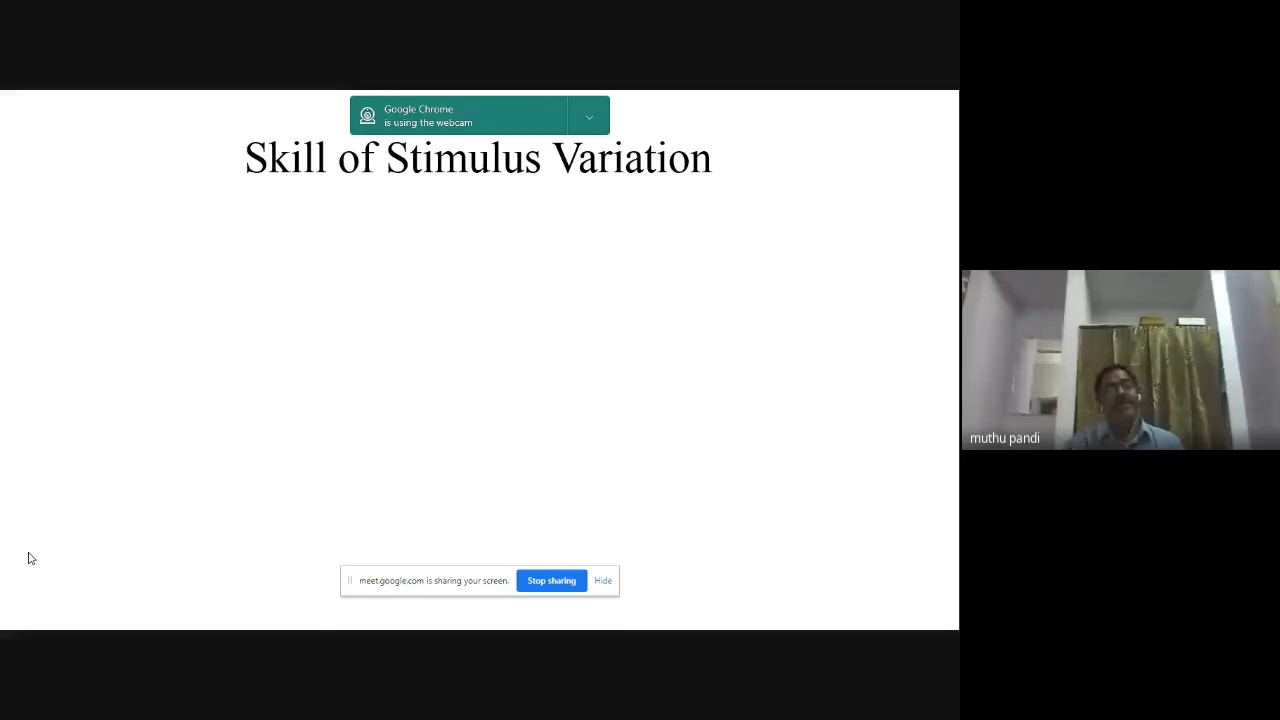 Google Chrome
is using the webcam
Skill of Stimulus Variation
muthu pandi
meet.google.com is sharing your screen.
Stop sharing
Hide